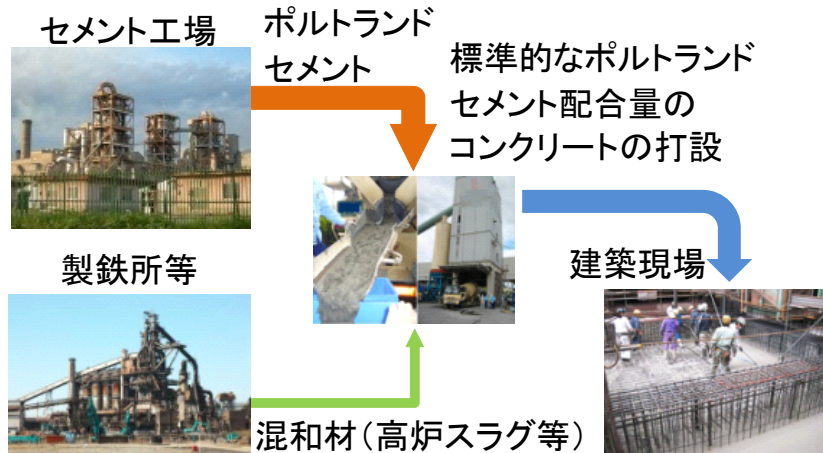 セメント工場
ポルトランド
セメント
標準的なポルトランド
セメント配合量の
コンクリートの打設
製鉄所等
建築現場
混和材（高炉スラグ等）